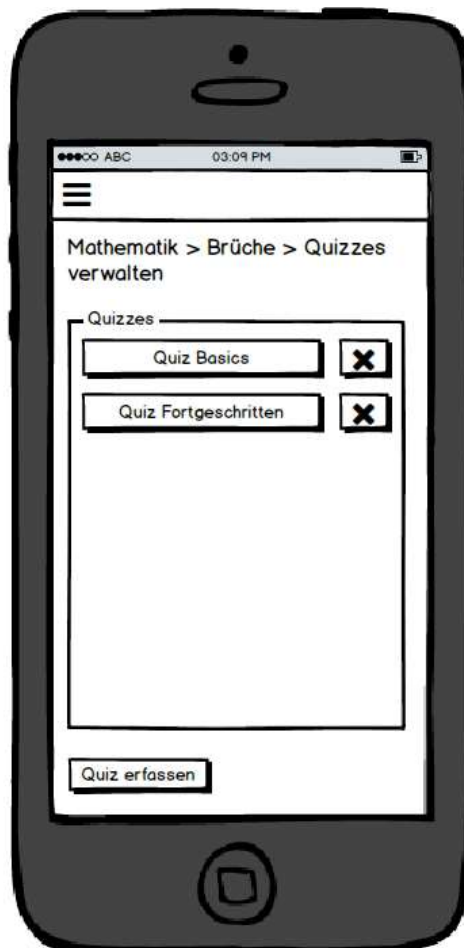 ABC 03:09 PM
Mathematik > Brüche > Quizzes
verwalten
Quizzes
Quiz Basics
Quiz Fortgeschritten
Quiz erfassen